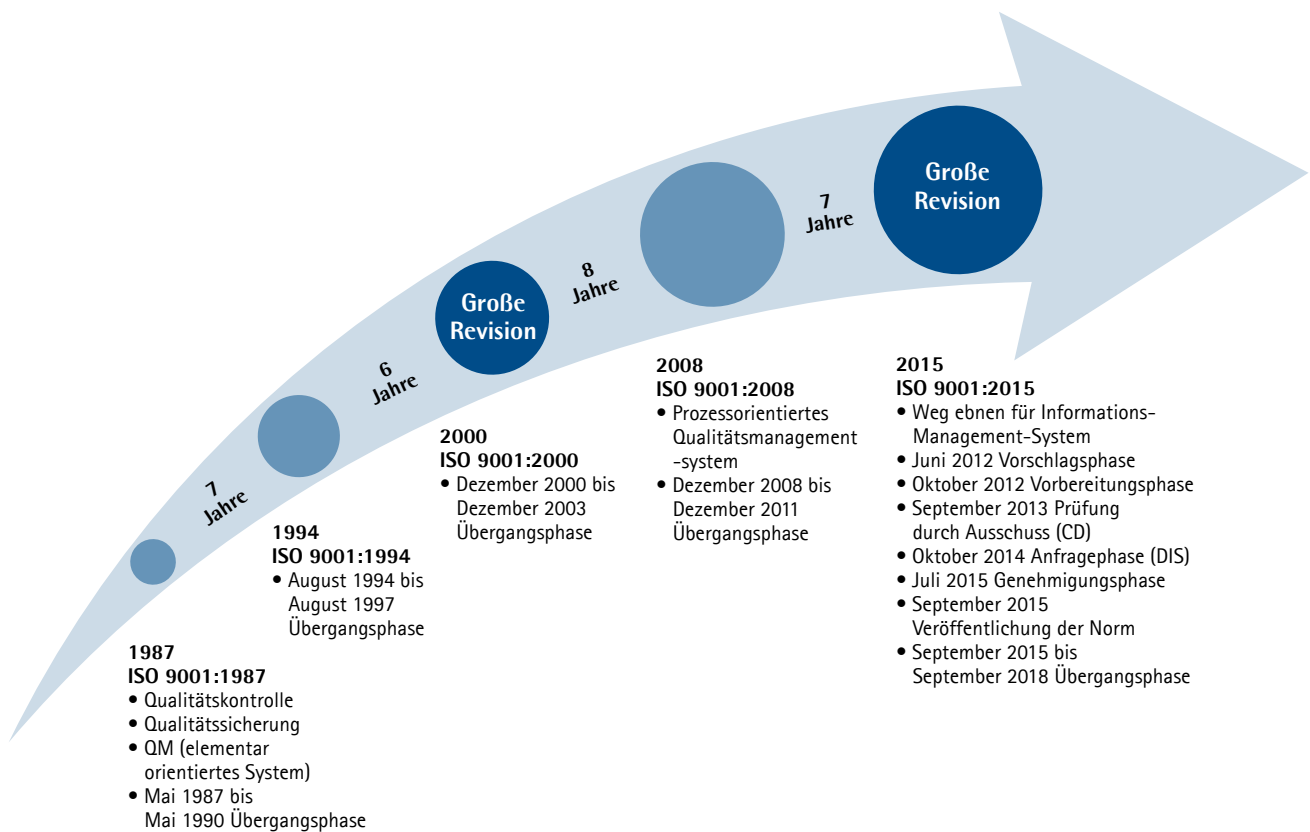 7
Jahre
6
Jahre
Große
Revision
8
Jahre
7
Jahre
Große
Revision
1987
ISO 9001:1987
• Qualitätskontrolle
• Qualitätssicherung
• QM (elementar
orientiertes System)
• Mai 1987 bis
Mai 1990 Übergangsphase
1994
ISO 9001:1994
• August 1994 bis
August 1997
Übergangsphase
2000
ISO 9001:2000
• Dezember 2000 bis
Dezember 2003
Übergangsphase
2008
ISO 9001:2008
• Prozessorientiertes
Qualitätsmanagement
-system
• Dezember 2008 bis
Dezember 2011
Übergangsphase
2015
ISO 9001:2015
• Weg ebnen für Informations-
Management-System
• Juni 2012 Vorschlagsphase
• Oktober 2012 Vorbereitungsphase
• September 2013 Prüfung
durch Ausschuss (CD)
• Oktober 2014 Anfragephase (DIS)
• Juli 2015 Genehmigungsphase
• September 2015
Veröffentlichung der Norm
• September 2015 bis
September 2018 Übergangsphase